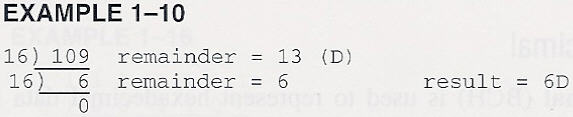 EXAMPLE 1–10
16) 109 remainder = 13 (D)
16) 6 remainder = 6 result = 6D
0